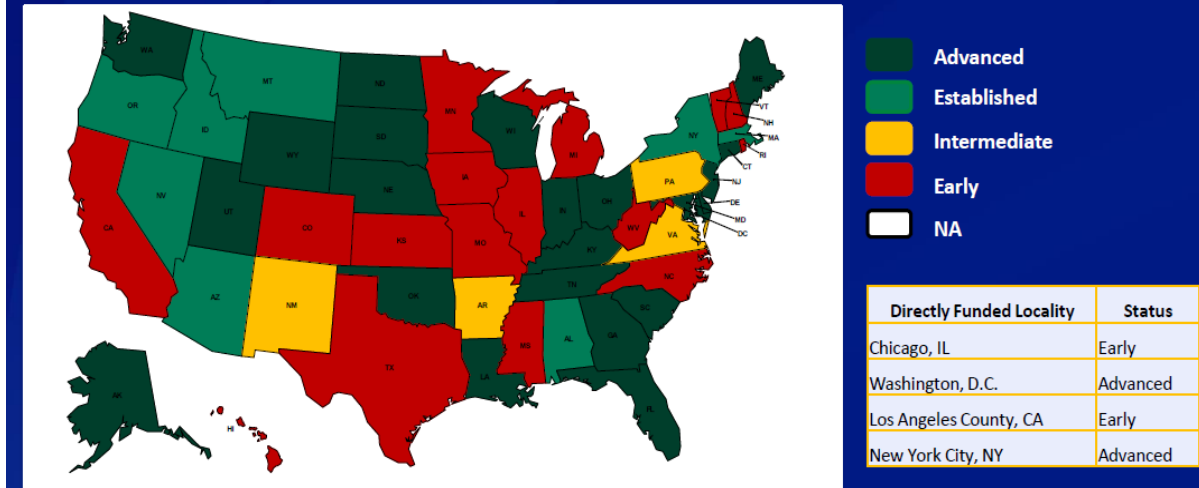 WA
MT
ND
ME
MN
VT
OR
ID
SD
WI
NH
NY
MA
WY
MI
RI
CT
IA
PA
NE
NJ
NV
OH
UT
IL
IN
DE
MD
CO
WV
VA
DC
CA
KS
MO
KY
NC
TN
AZ
NM
OK
AR
SC
MS
AL
GA
TX
LA
AK
FL
HI
Advanced
Established
Intermediate
Early
NA
Directly Funded Locality Status
Chicago, IL Early
Washington, D.C. Advanced
Los Angeles County, CA Early
New York City, NY Advanced